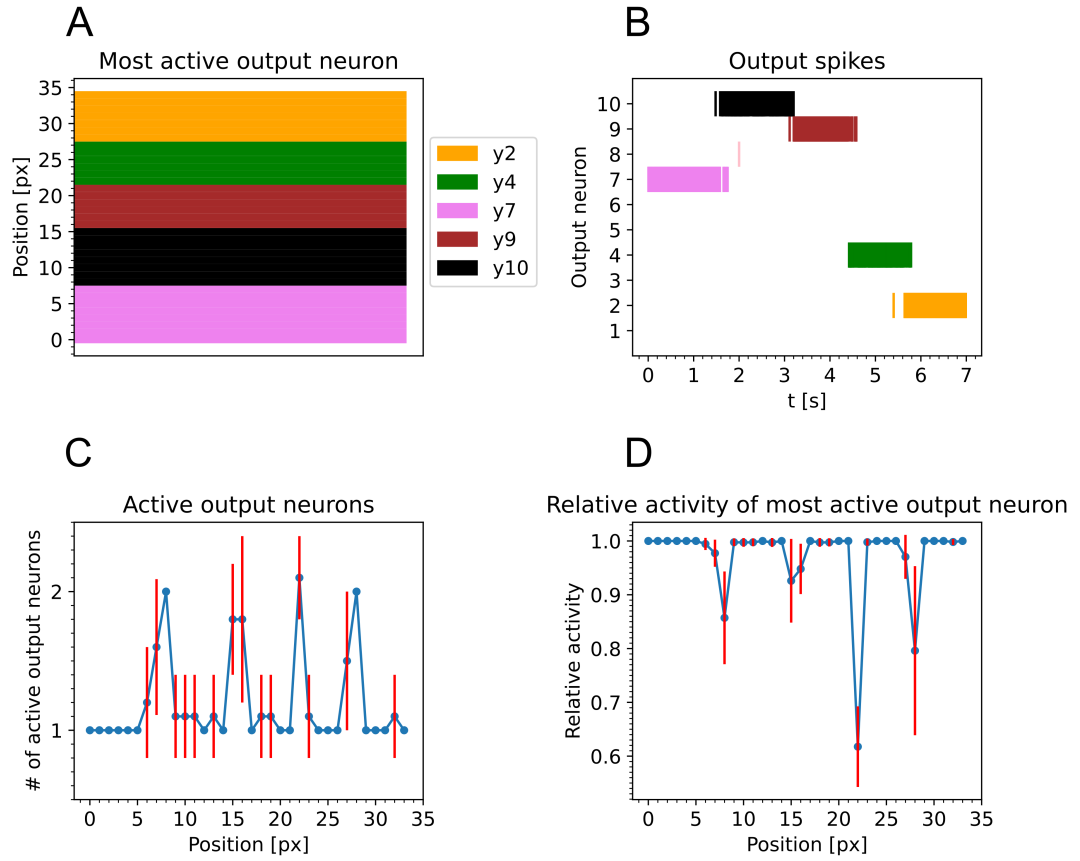 A
Most active output neuron
Position [px]
35
30
25
20
15
10
5
0
y2
y4
y7
y9
y10
B
Output spikes
Output neuron
10
9
8
7
6
5
4
3
2
1
0 1 2 3 4 5 6 7
t [s]
C
Active output neurons
# of active output neurons
2
1
0 5 10 15 20 25 30 35
Position [px]
D
Relative activity of most active output neuron
Relative activity
1.0
0.9
0.8
0.7
0.6
0 5 10 15 20 25 30 35
Position [px]